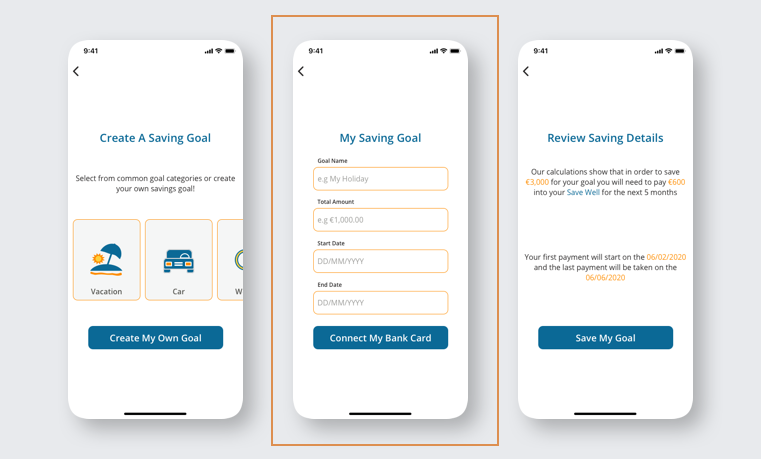 9:41
Create A Saving Goal
Select from common goal categories or create
your own savings goal!
Vacation
Car
W
Create My Own Goal
9:41
My Saving Goal
Goal Name
e.g My Holiday
Total Amount
e.g €1,000.00
Start Date
DD/MM/YYYY
End Date
DD/MM/YYYY
Connect My Bank Card
9:41
Review Saving Details
Our calculations show that in order to save
€3,000 for your goal you will need to pay €600
into your Save Well for the next 5 months
Your first payment will start on the 06/02/2020
and the last payment will be taken on the
06/06/2020
Save My Goal